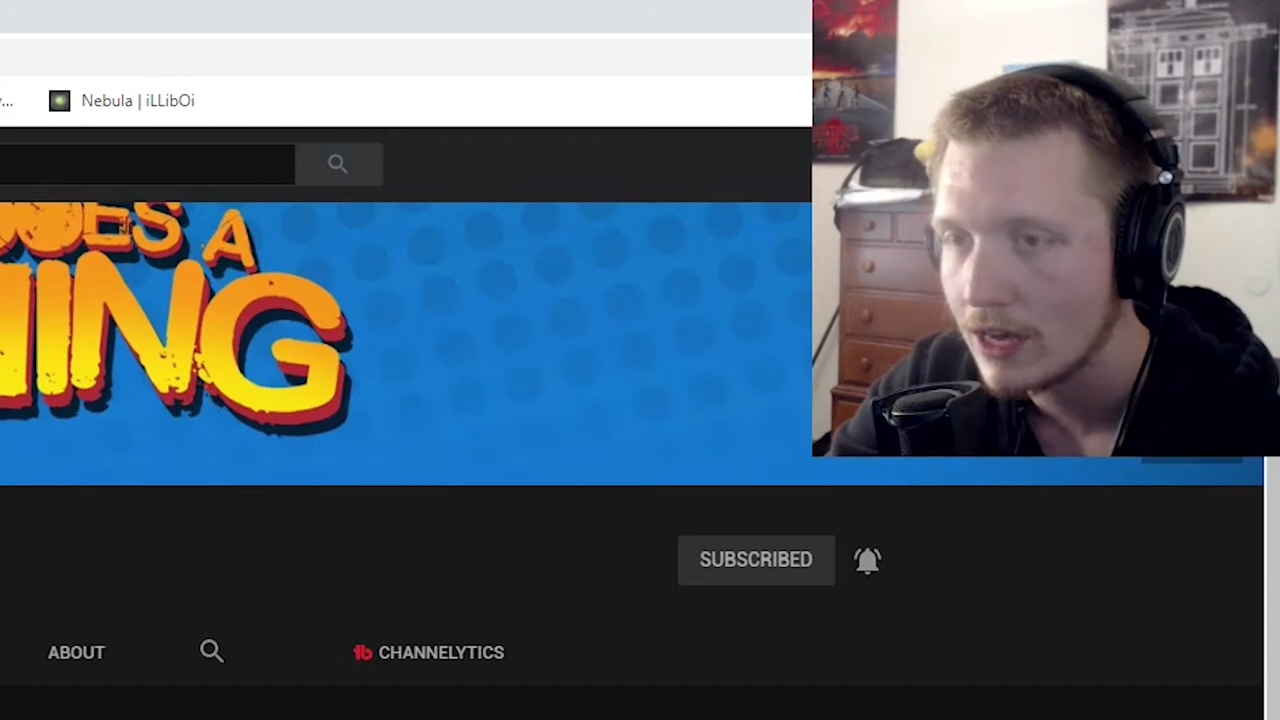 Nebula | iLLibOi
A
ING
SUBSCRIBED
ABOUT
CHANNELYTICS